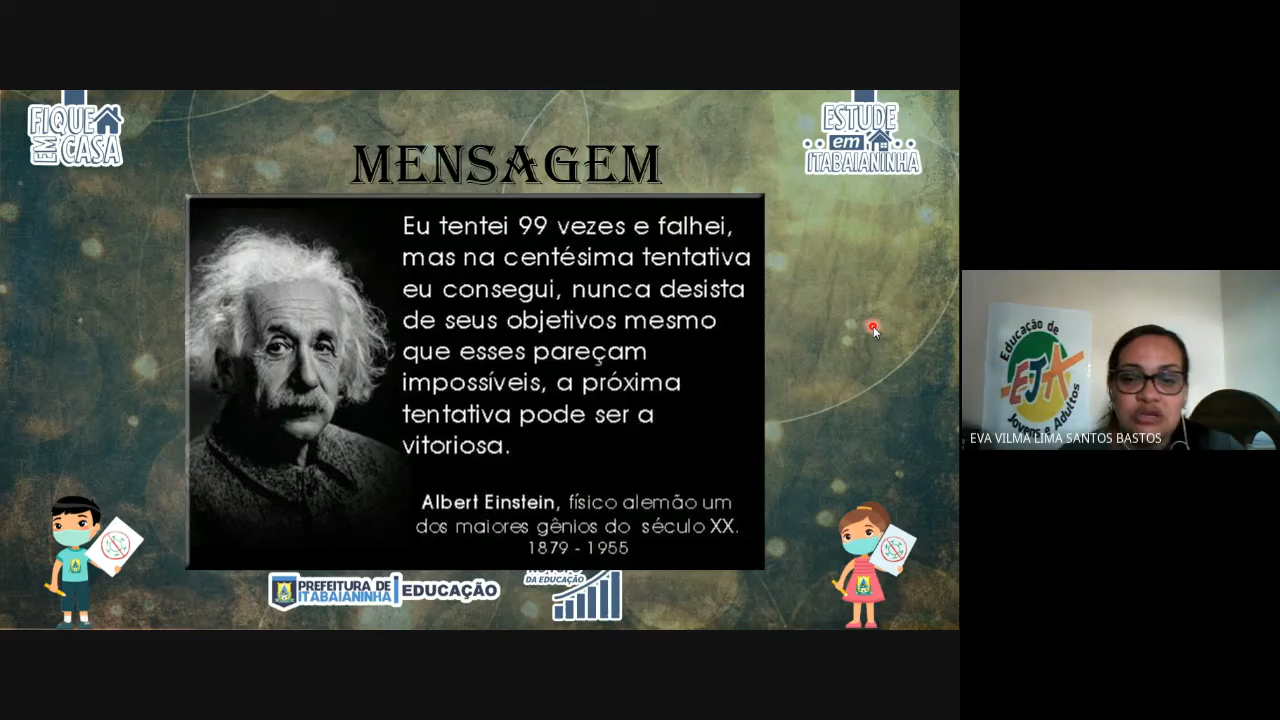 FIQUE
EM
CASA
ESTUDE
em
ITABAIANINHA
MENSAGEM
Eu tentei 99 vezes e falhei,
mas na centésima tentativa
eu consegui, nunca desista
de seus objetivos mesmo
que esses pareçam
impossíveis, a próxima
tentativa pode ser a
vitoriosa.
Albert Einstein, físico alemão um
dos maiores gênios do século XX.
1879 - 1955
PREFEITURA DE
ITABAIANINHA
EDUCAÇÃO
DA EDUCAÇÃO
Educação de
EJA
Jovens e Adultos
EVA VILMA LIMA SANTOS BASTOS